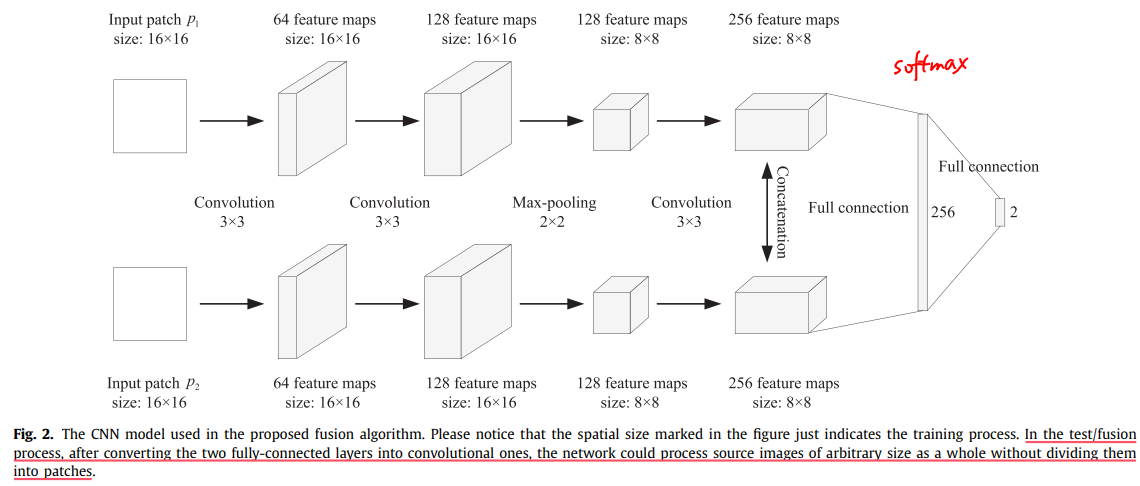 Input patch p1
size: 16×16
64 feature maps
size: 16×16
128 feature maps
size: 16×16
128 feature maps
size: 8×8
256 feature maps
size: 8×8
softmax
Full connection
Convolution
3×3
Convolution
3×3
Max-pooling
2×2
Convolution
3×3
Concatenation
Full connection
256
2
Input patch p2
size: 16×16
64 feature maps
size: 16×16
128 feature maps
size: 16×16
128 feature maps
size: 8×8
256 feature maps
size: 8×8
Fig. 2. The CNN model used in the proposed fusion algorithm. Please notice that the spatial size marked in the figure just indicates the training process. In the test/fusion
process, after converting the two fully-connected layers into convolutional ones, the network could process source images of arbitrary size as a whole without dividing them
into patches.